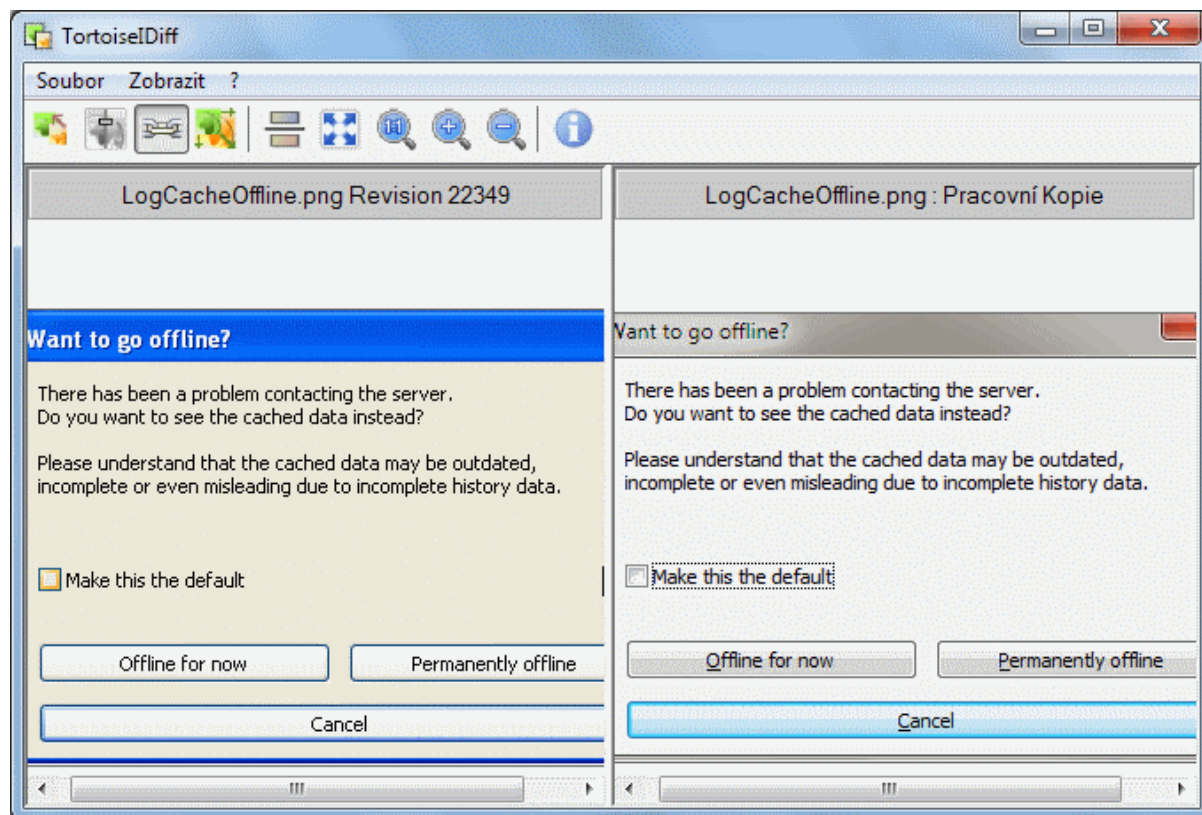 TortoiseIDiff
Soubor Zobrazit ?
1:1
LogCacheOffline.png Revision 22349
Want to go offline?
There has been a problem contacting the server.
Do you want to see the cached data instead?
Please understand that the cached data may be outdated,
incomplete or even misleading due to incomplete history data.
Make this the default
Offline for now Permanently offline
Cancel
LogCacheOffline.png : Pracovní Kopie
Want to go offline?
There has been a problem contacting the server.
Do you want to see the cached data instead?
Please understand that the cached data may be outdated,
incomplete or even misleading due to incomplete history data.
Make this the default
Offline for now Permanently offline
Cancel